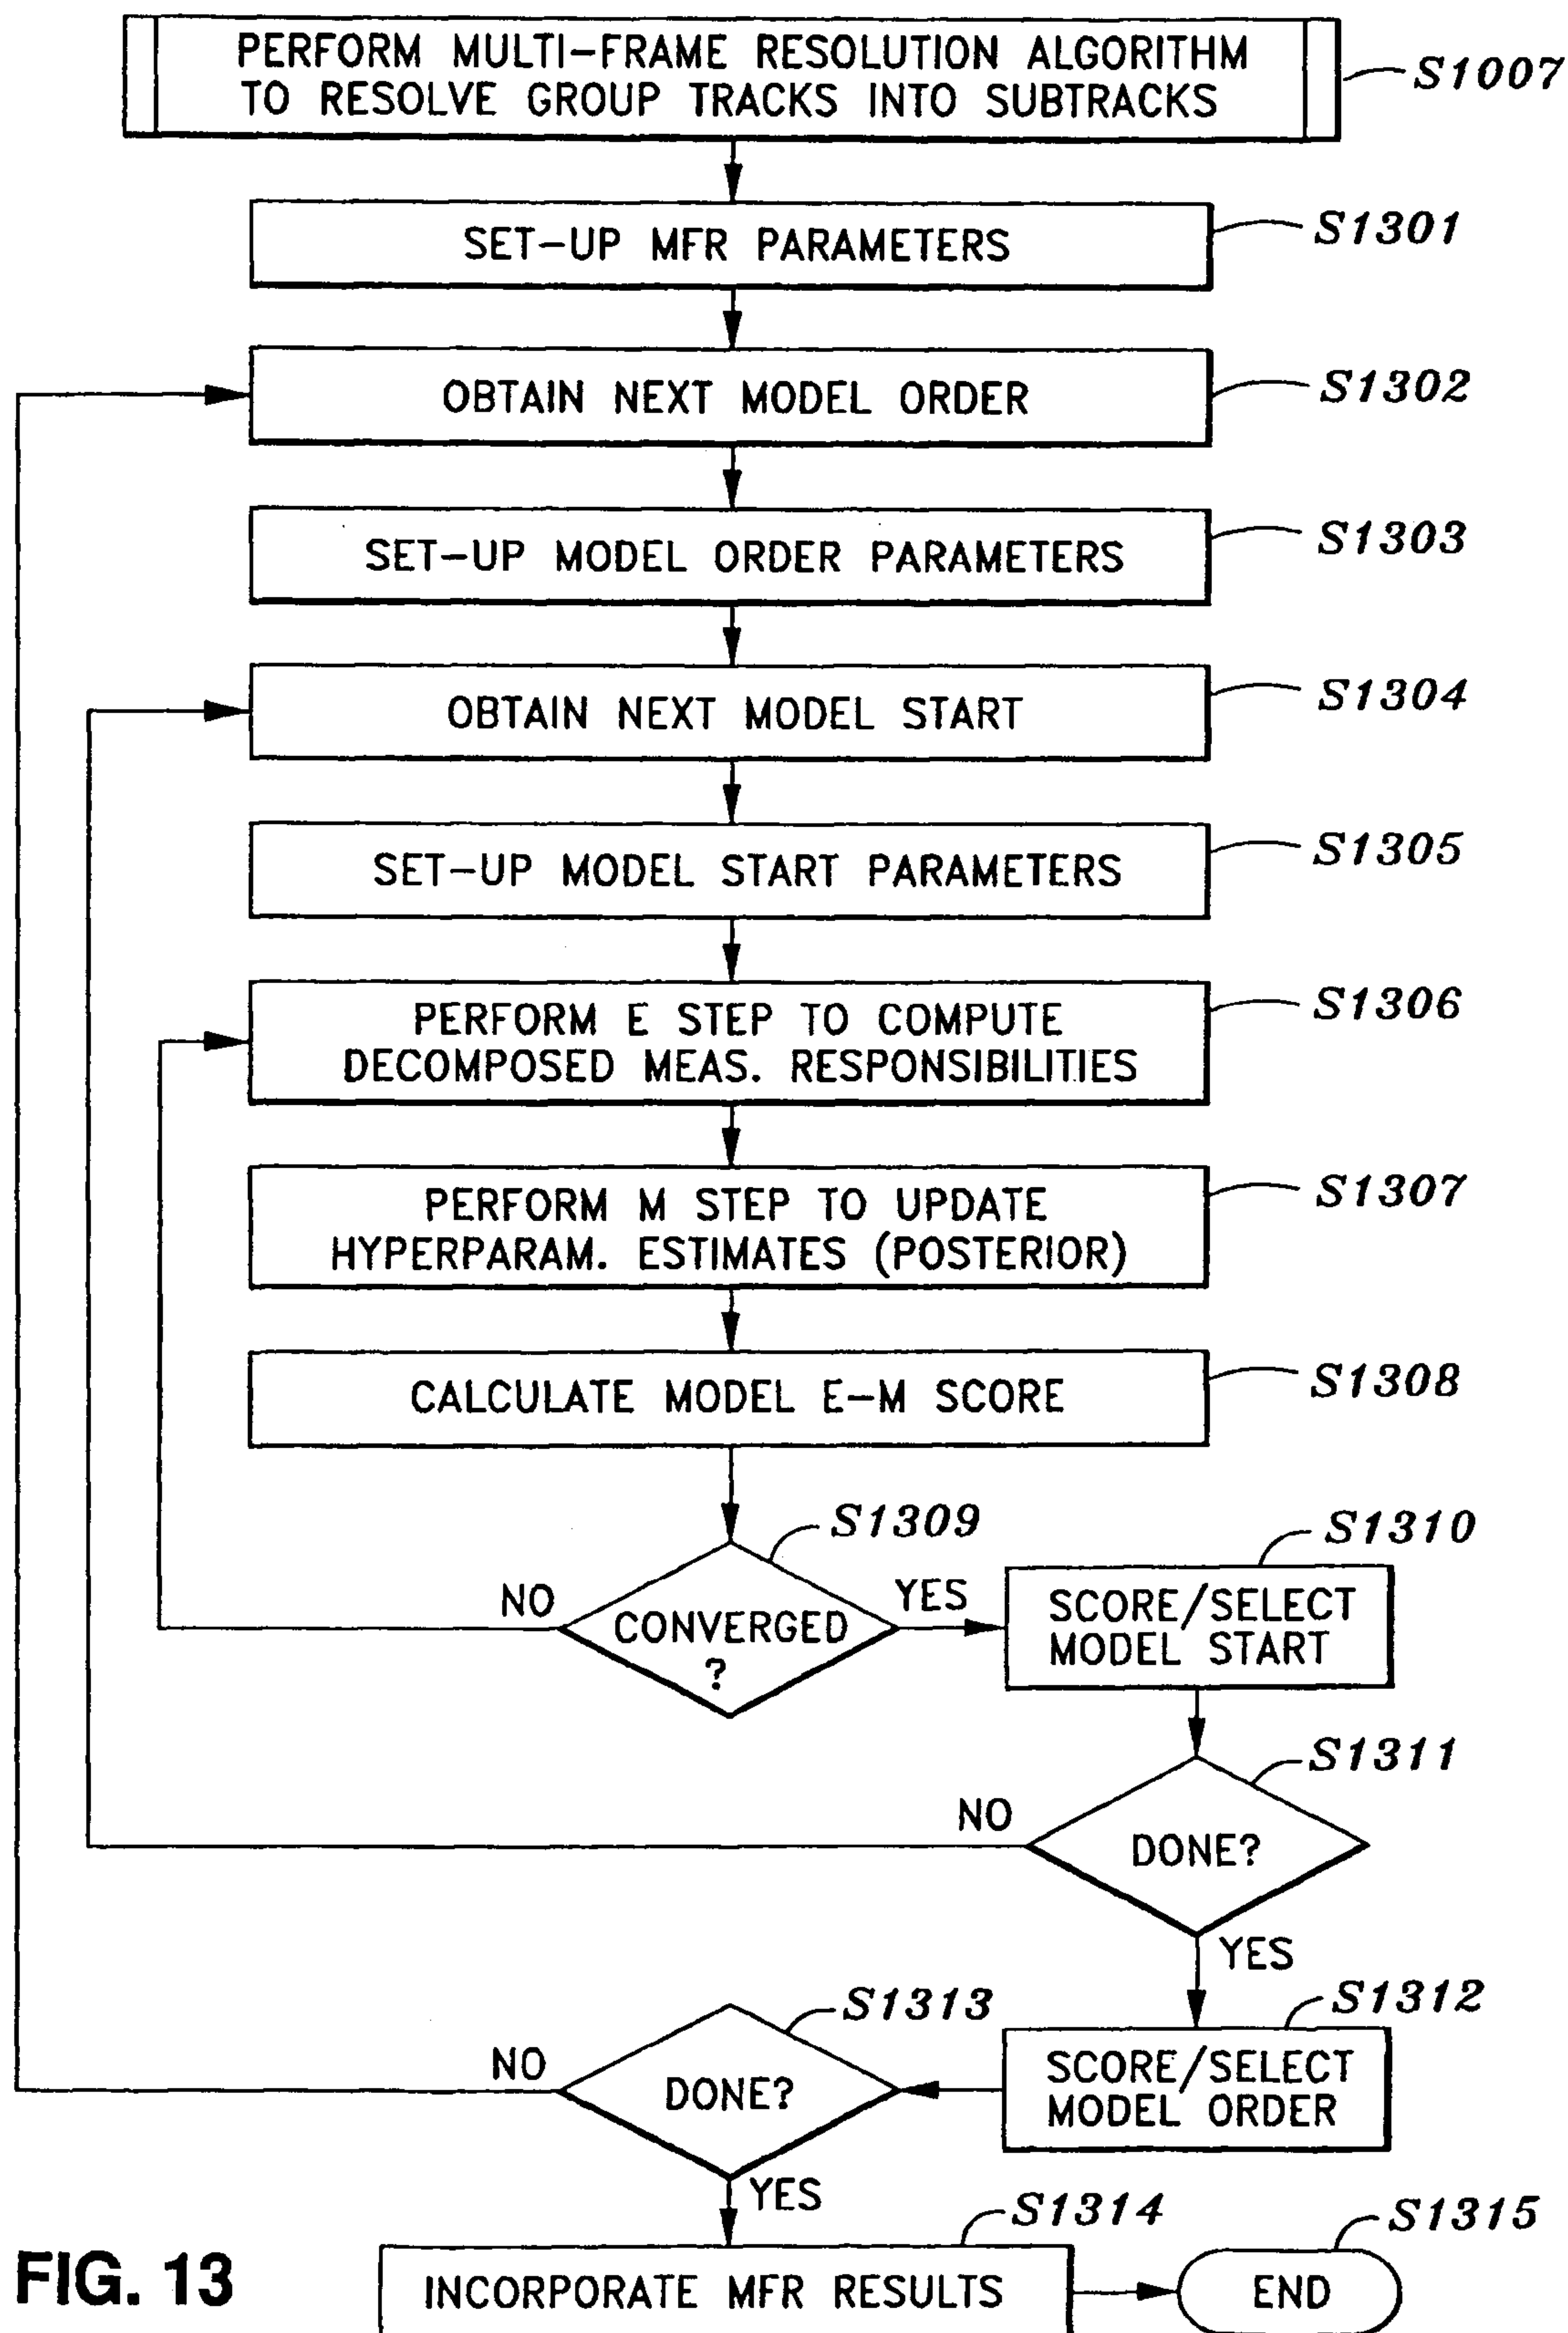 PERFORM MULTI-FRAME RESOLUTION ALGORITHM
TO RESOLVE GROUP TRACKS INTO SUBTRACKS
S1007
SET-UP MFR PARAMETERS
S1301
OBTAIN NEXT MODEL ORDER
S1302
SET-UP MODEL ORDER PARAMETERS
S1303
OBTAIN NEXT MODEL START
S1304
SET-UP MODEL START PARAMETERS
S1305
PERFORM E STEP TO COMPUTE
DECOMPOSED MEAS. RESPONSIBILITIES
S1306
PERFORM M STEP TO UPDATE
HYPERPARAM. ESTIMATES (POSTERIOR)
S1307
CALCULATE MODEL E-M SCORE
S1308
S1309
CONVERGED
?
NO
YES
S1310
SCORE/SELECT
MODEL START
S1311
NO
DONE?
YES
S1312
SCORE/SELECT
MODEL ORDER
S1313
NO
DONE?
YES
S1314
INCORPORATE MFR RESULTS
S1315
END
FIG. 13